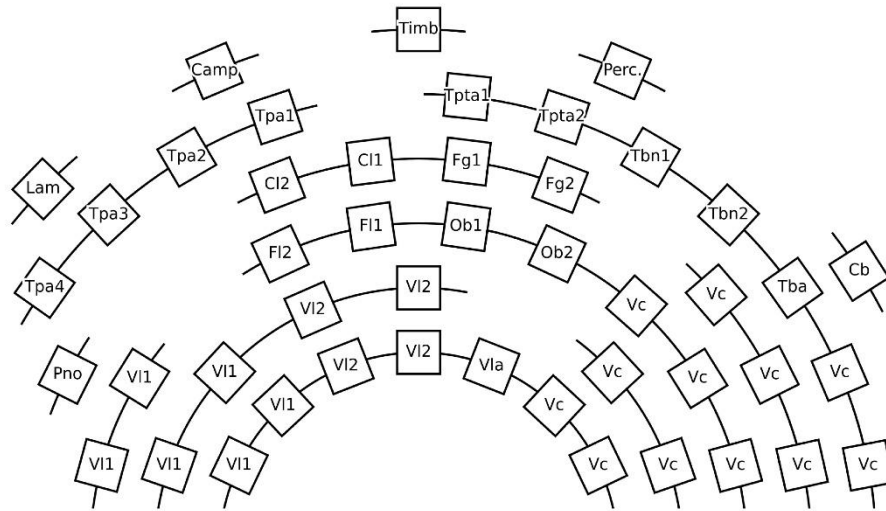 Timb
Camp
Perc.
Tpa1
Tpta1
Tpta2
Tpa2
Tbn1
Cl2
Cl1
Fg1
Fg2
Lam
Tpa3
Tbn2
Fl2
Fl1
Ob1
Ob2
Cb
Tpa4
Tba
Vl2
Vl2
Vc
Vc
Pno
Vl1
Vl1
Vl2
Vl2
Vla
Vc
Vc
Vc
Vc
Vl1
Vc
Vl1
Vl1
Vl1
Vc
Vc
Vc
Vc
Vc